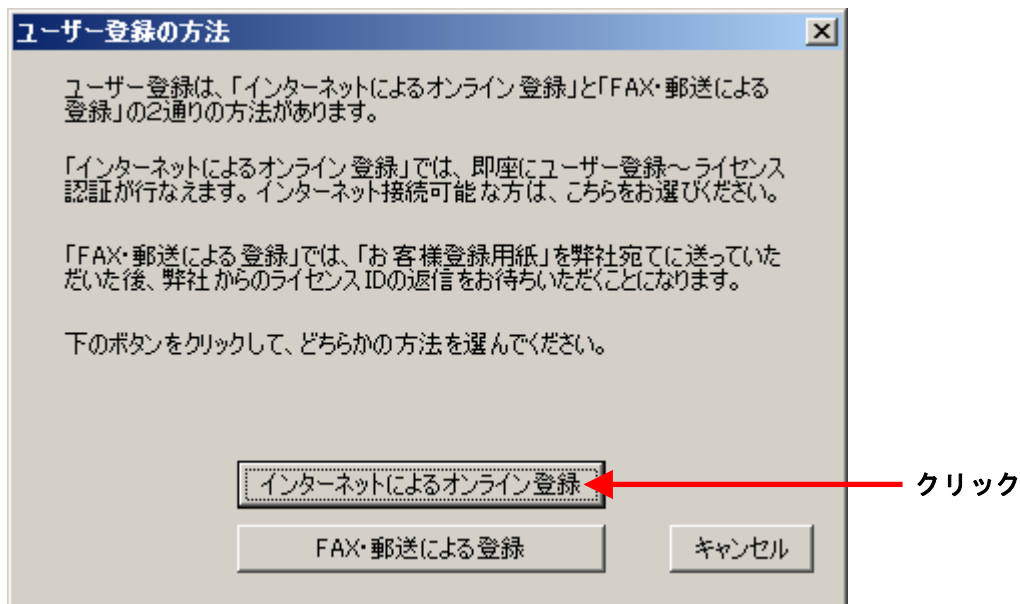 ユーザー登録の方法
ユーザー登録は、「インターネットによるオンライン登録」と「FAX・郵送による
登録」の2通りの方法があります。
「インターネットによるオンライン登録」では、即座にユーザー登録～ライセンス
認証が行なえます。インターネット接続可能な方は、こちらをお選びください。
「FAX・郵送による登録」では、「お客様登録用紙」を弊社宛てに送っていた
だいた後、弊社からのライセンスIDの返信をお待ちいただくことになります。
下のボタンをクリックして、どちらかの方法を選んでください。
インターネットによるオンライン登録
クリック
FAX・郵送による登録
キャンセル